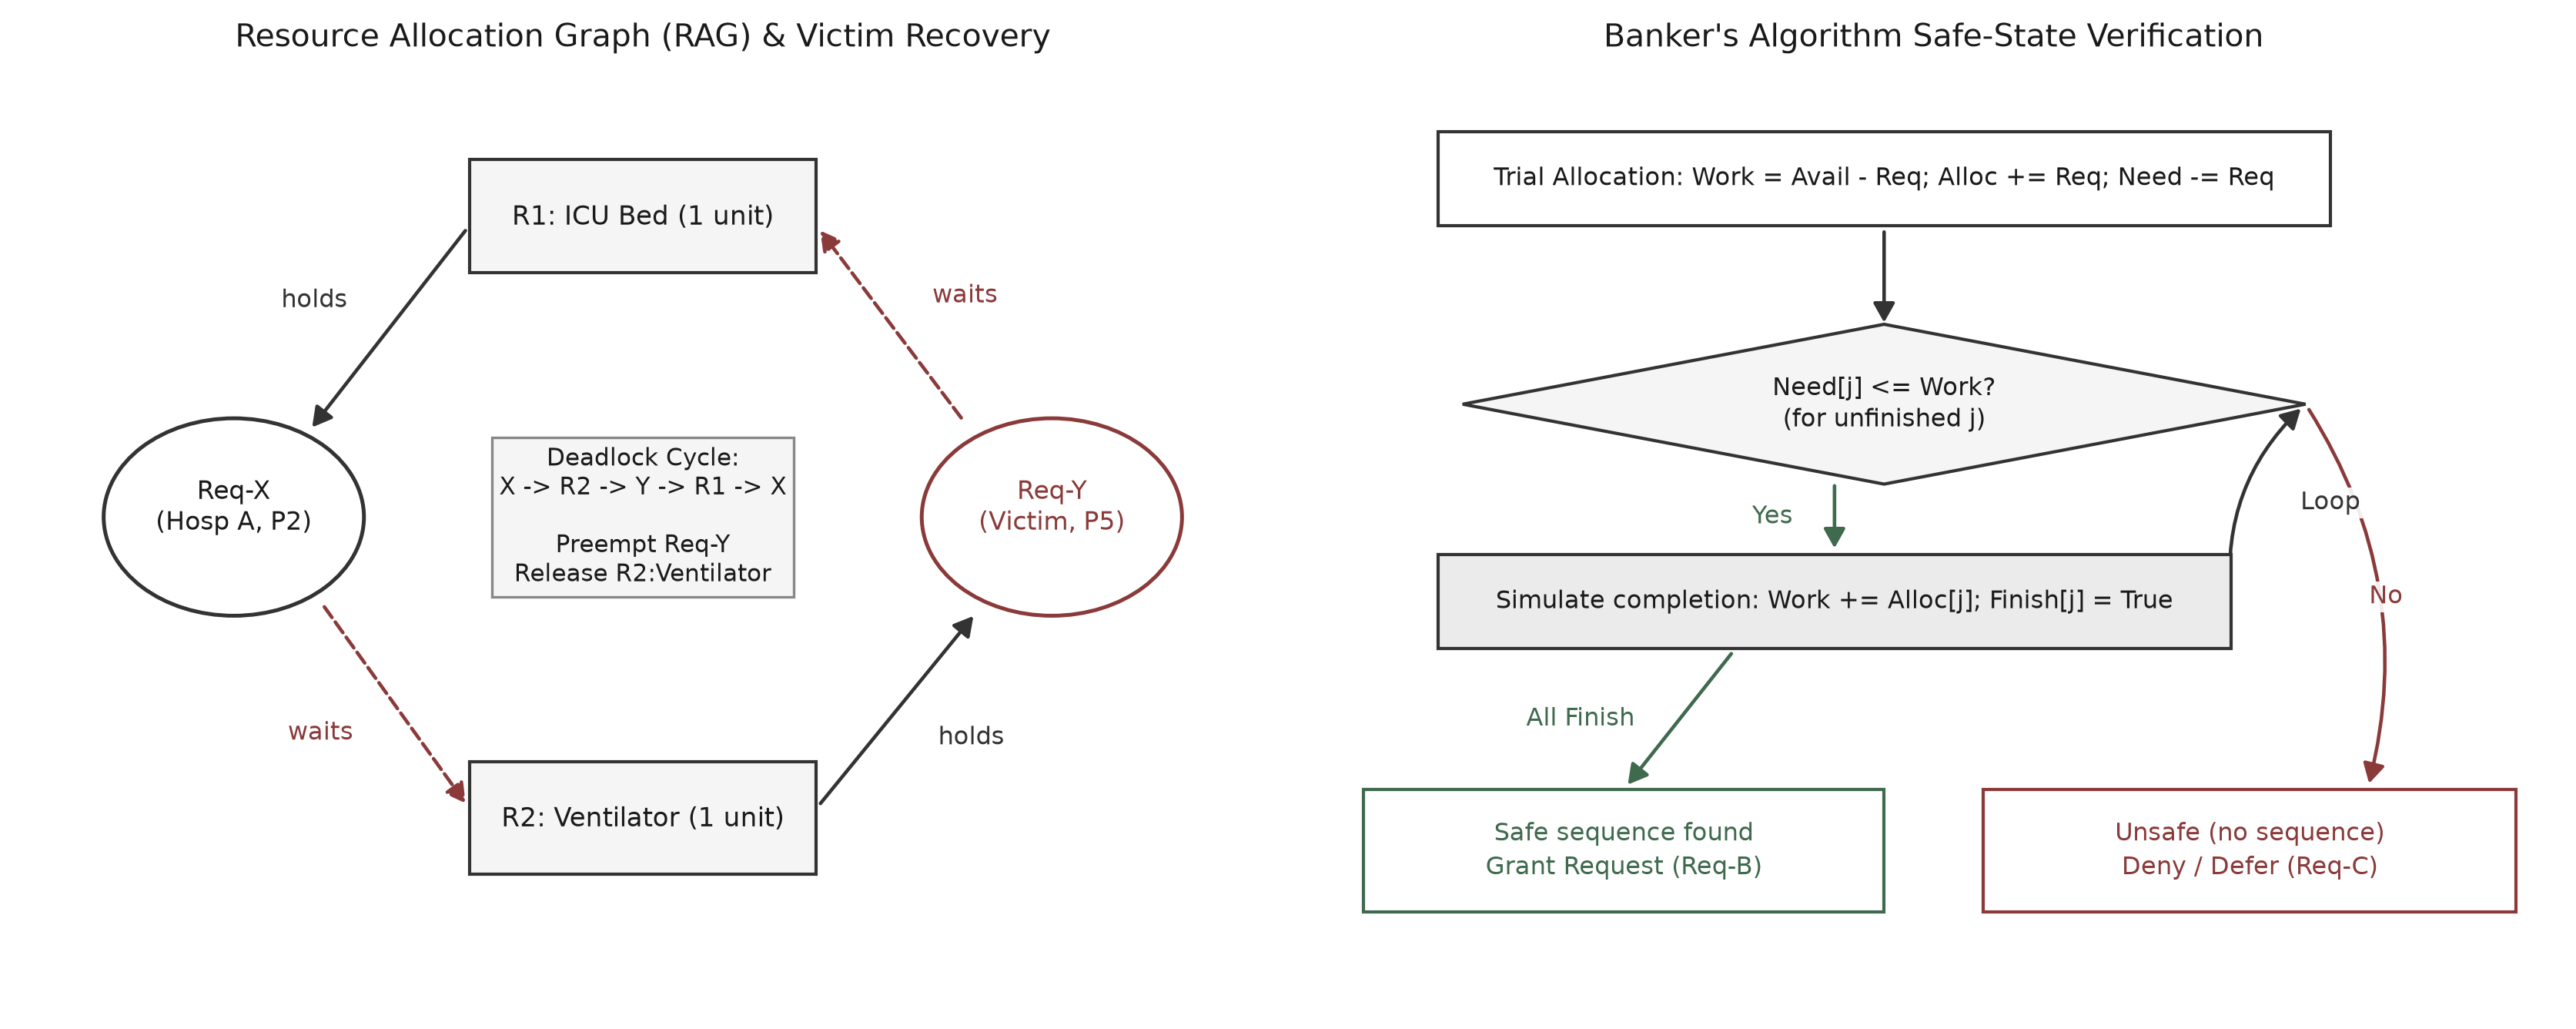 Resource Allocation Graph (RAG) & Victim Recovery
R1: ICU Bed (1 unit)
holds
waits
Req-X
(Hosp A, P2)
Deadlock Cycle:
X -> R2 -> Y -> R1 -> X
Preempt Req-Y
Release R2:Ventilator
Req-Y
(Victim, P5)
waits
holds
R2: Ventilator (1 unit)
Banker's Algorithm Safe-State Verification
Trial Allocation: Work = Avail - Req; Alloc += Req; Need -= Req
Need[j] <= Work?
(for unfinished j)
Yes
Loop
No
Simulate completion: Work += Alloc[j]; Finish[j] = True
All Finish
Safe sequence found
Grant Request (Req-B)
Unsafe (no sequence)
Deny / Defer (Req-C)